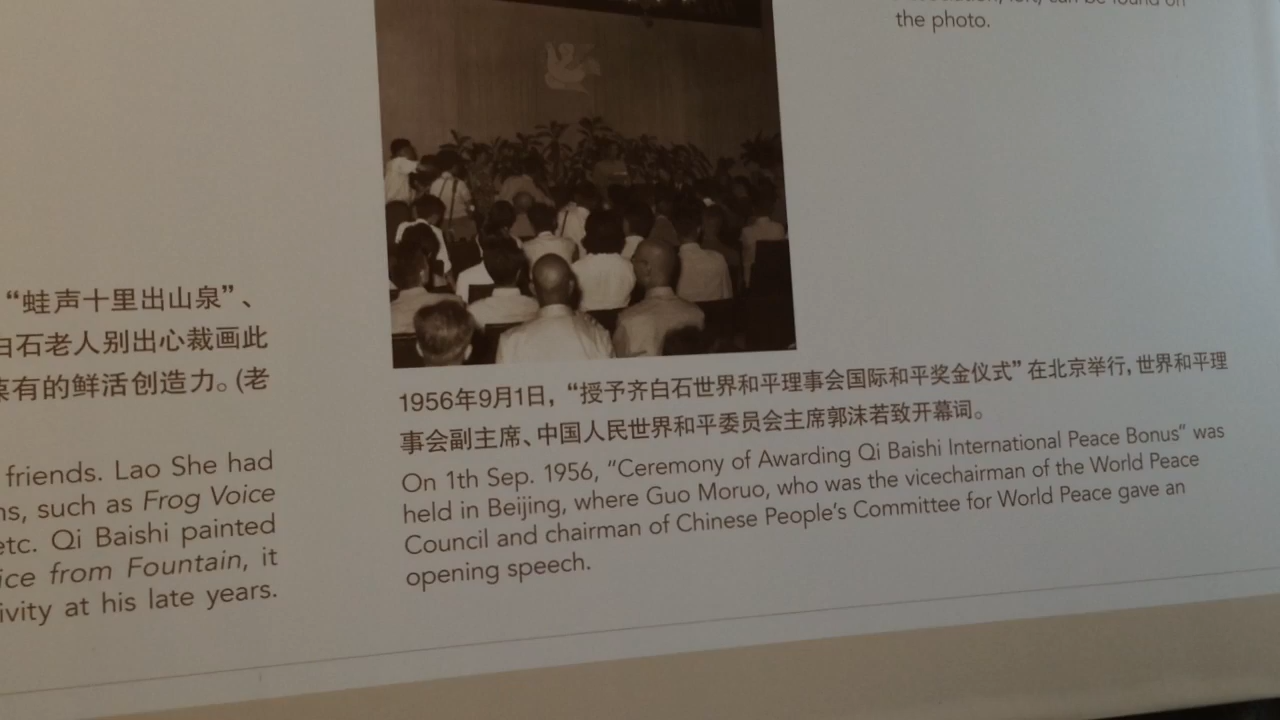 the photo.
“蛙声十里出山泉”、
白石老人别出心裁画此
有的鲜活创造力。(老
friends. Lao She had
such as Frog Voice
etc. Qi Baishi painted
from Fountain, it
at his late years.
1956年9月1日，“授予齐白石世界和平理事会国际和平奖金仪式”在北京举行，世界和平理
事会副主席、中国人民世界和平委员会主席郭沫若致开幕词。
On 1th Sep. 1956, “Ceremony of Awarding Qi Baishi International Peace Bonus” was
held in Beijing, where Guo Moruo, who was the vicechairman of the World Peace
Council and chairman of Chinese People’s Committee for World Peace gave an
opening speech.